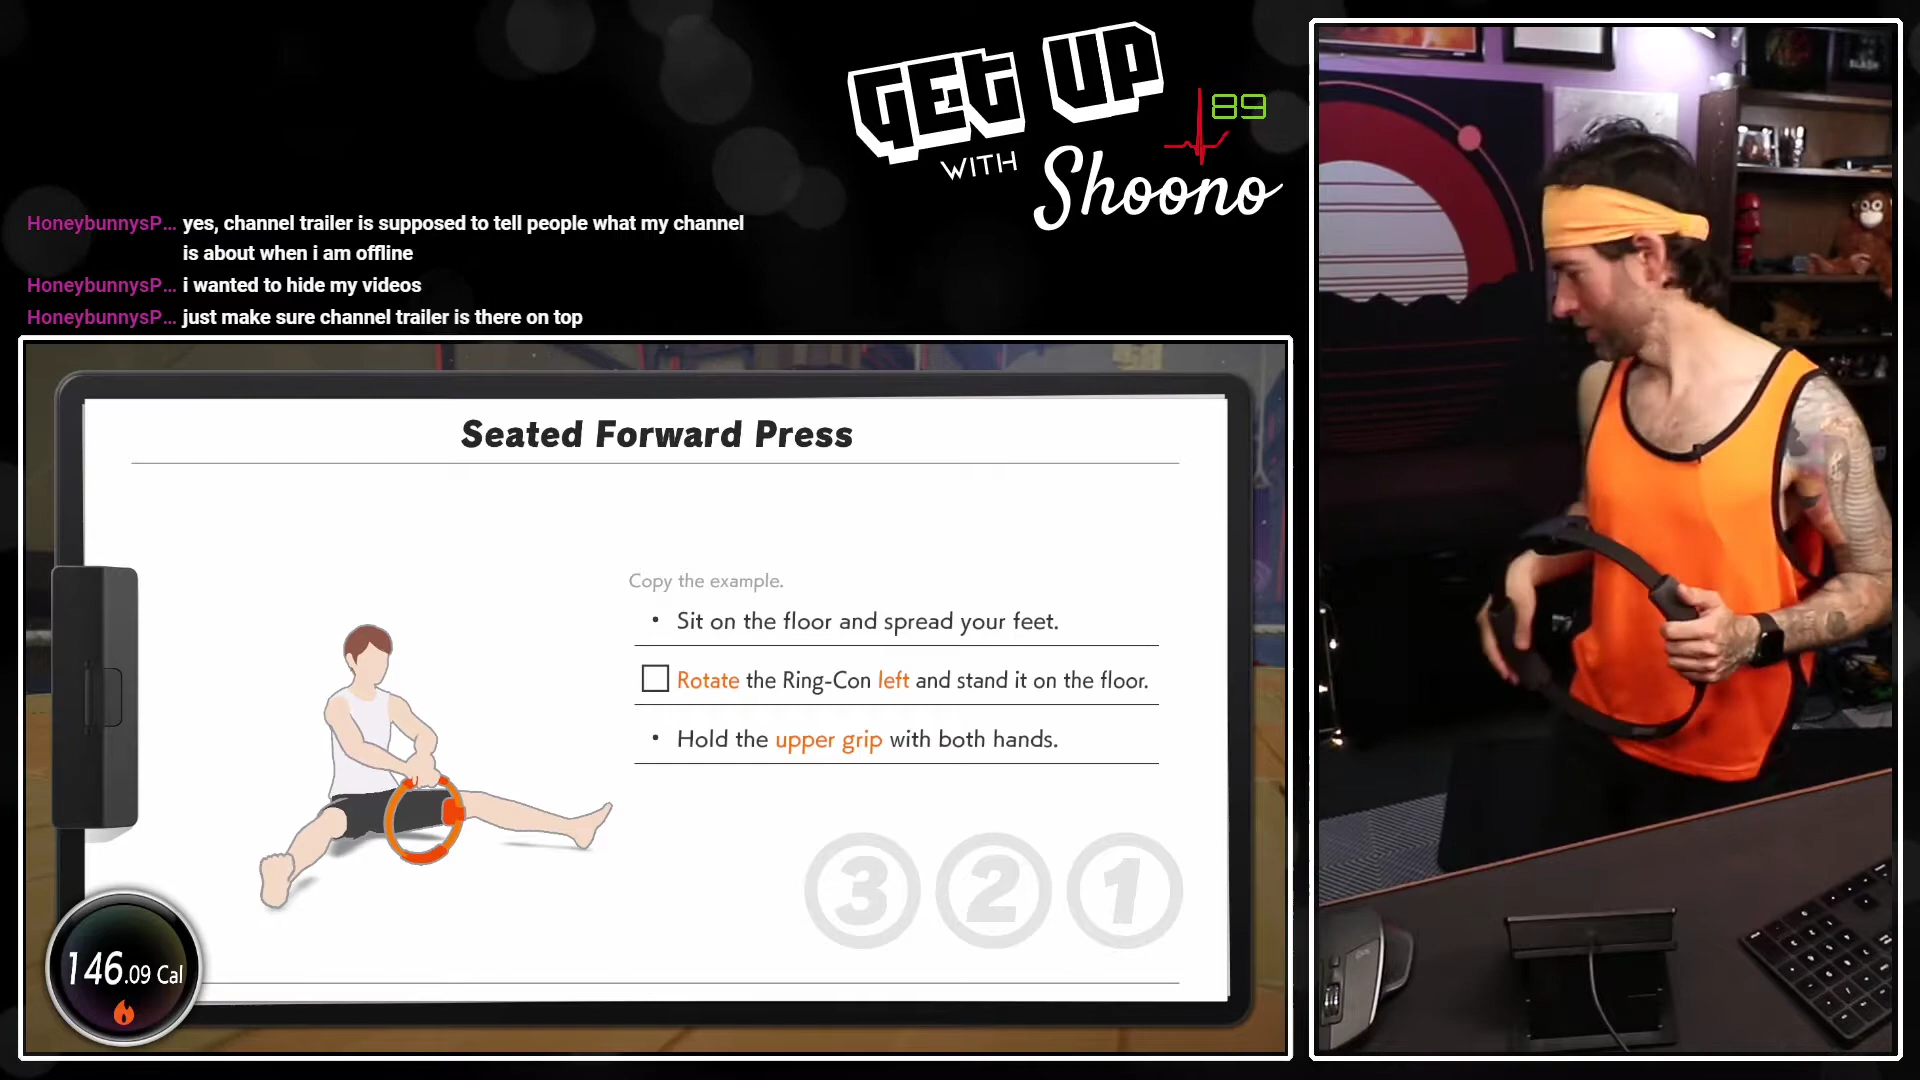 GET UP
WITH
Shoono
89
HoneybunnysP... yes, channel trailer is supposed to tell people what my channel
is about when i am offline
HoneybunnysP... i wanted to hide my videos
HoneybunnysP... just make sure channel trailer is there on top
Seated Forward Press
Copy the example.
• Sit on the floor and spread your feet.
Rotate the Ring-Con left and stand it on the floor.
• Hold the upper grip with both hands.
3 2 1
146.09 Cal